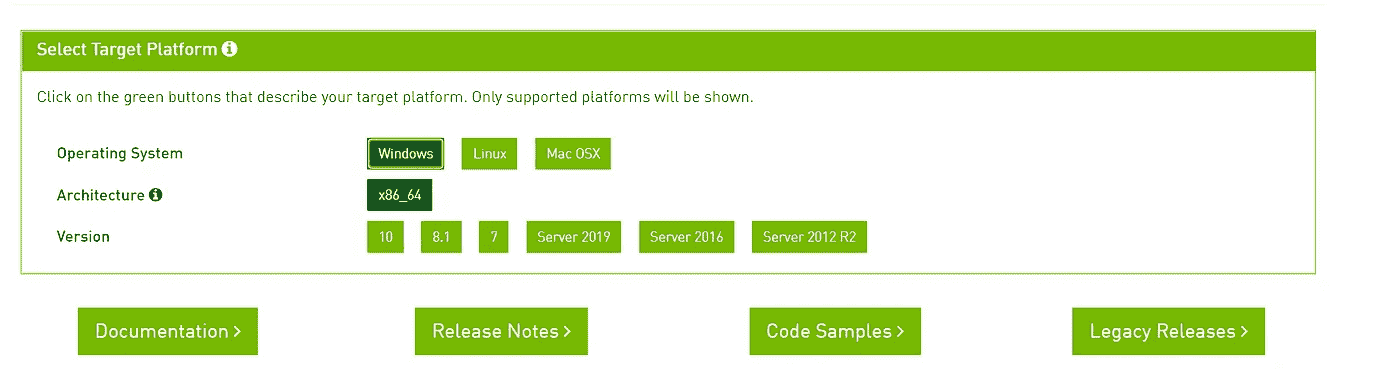 Select Target Platform
Click on the green buttons that describe your target platform. Only supported platforms will be shown.
Operating System Windows Linux Mac OSX
Architecture x86_64
Version 10 8.1 7 Server 2019 Server 2016 Server 2012 R2
Documentation > Release Notes > Code Samples > Legacy Releases >